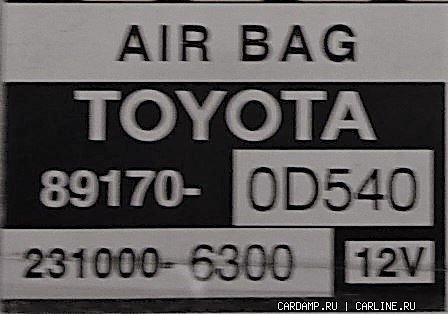 AIR BAG
TOYOTA
89170- 0D540
231000- 6300 12V
CARDAMP.RU | CARLINE.RU